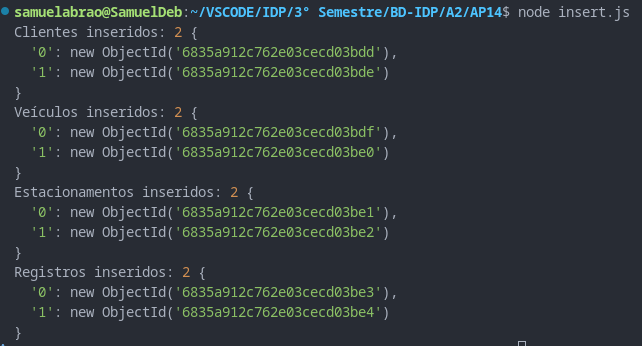 samuelabrao@SamuelDeb:~/VSCODE/IDP/3° Semestre/BD-IDP/A2/AP14$ node insert.js
Clientes inseridos: 2 {
  '0': new ObjectId('6835a912c762e03cecd03bdd'),
  '1': new ObjectId('6835a912c762e03cecd03bde')
}
Veículos inseridos: 2 {
  '0': new ObjectId('6835a912c762e03cecd03bdf'),
  '1': new ObjectId('6835a912c762e03cecd03be0')
}
Estacionamentos inseridos: 2 {
  '0': new ObjectId('6835a912c762e03cecd03be1'),
  '1': new ObjectId('6835a912c762e03cecd03be2')
}
Registros inseridos: 2 {
  '0': new ObjectId('6835a912c762e03cecd03be3'),
  '1': new ObjectId('6835a912c762e03cecd03be4')
}